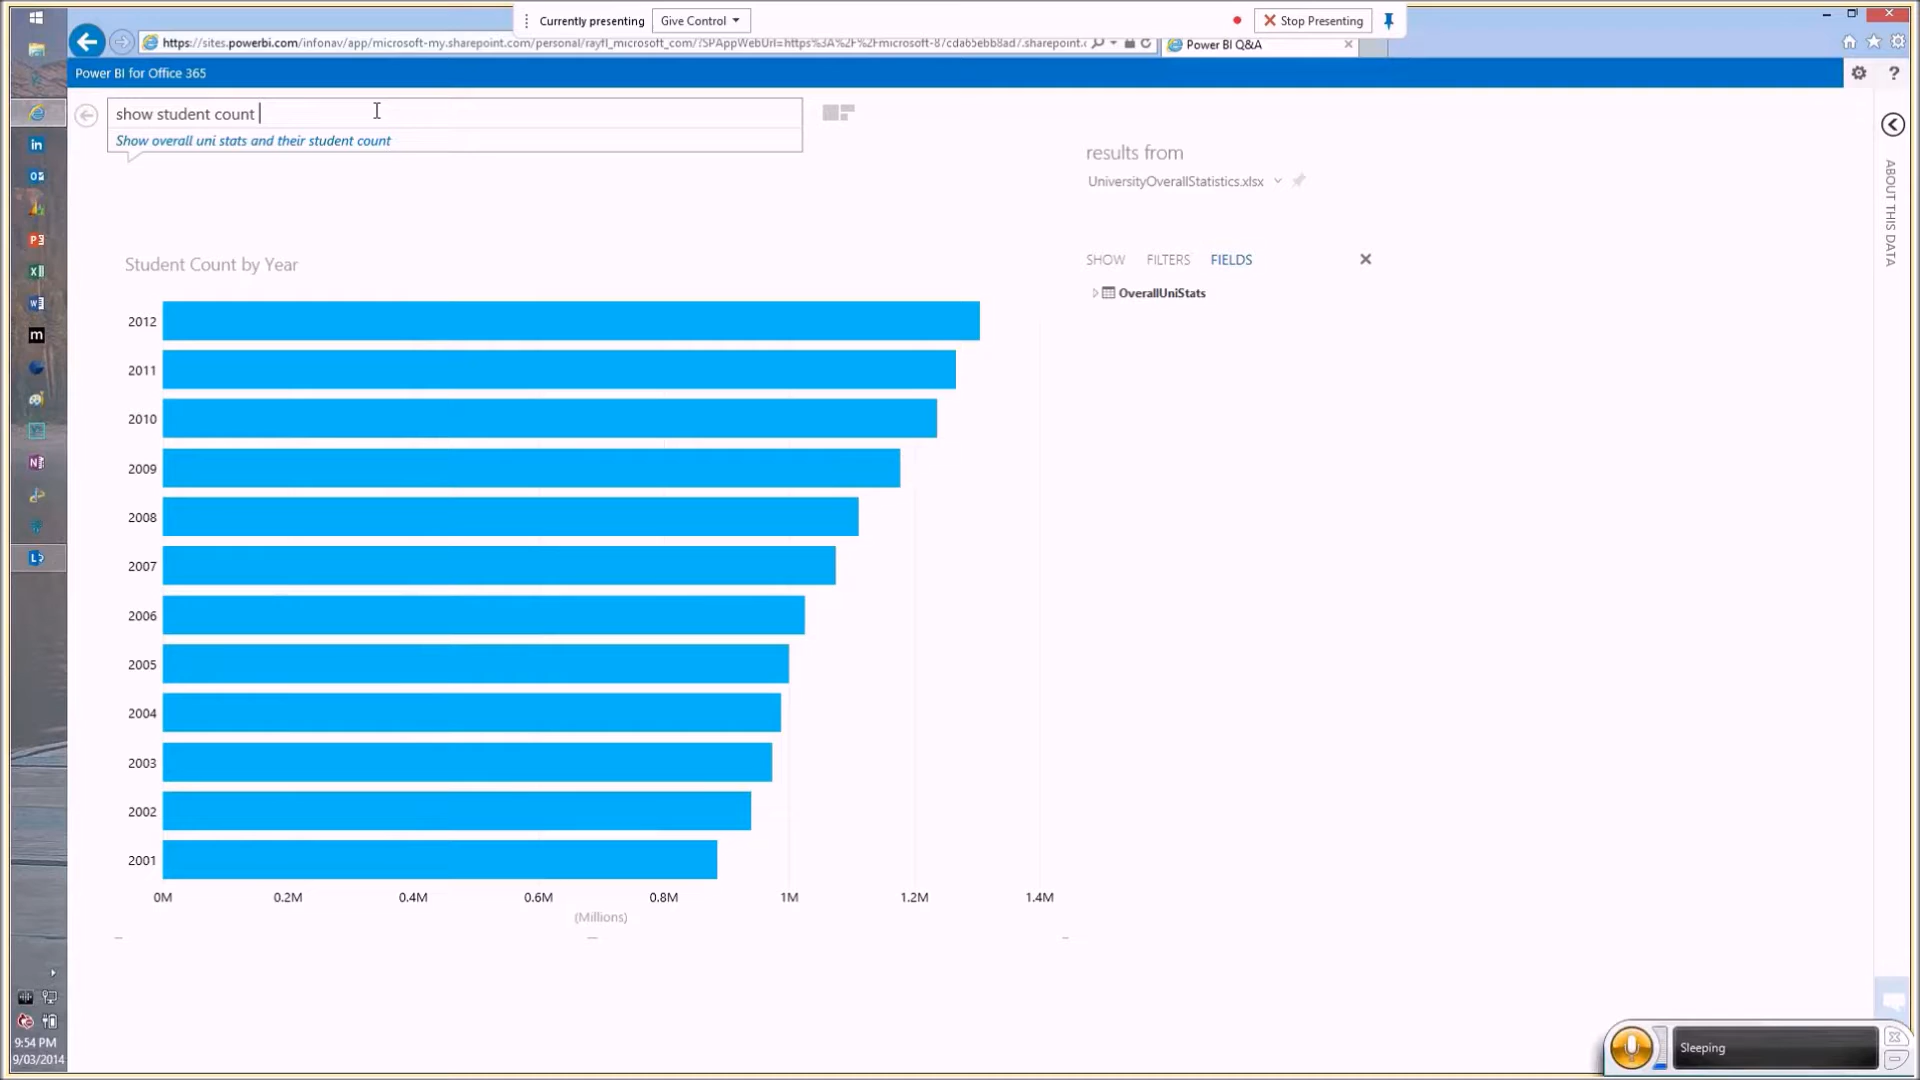 Currently presenting
Give Control
Stop Presenting
https://sites.powerbi.com/infonav/app/microsoft-my.sharepoint.com/personal/rayfl_microsoft_com/?SPAppWebUrl=https%3A%2F%2Fmicrosoft-87cda65ebb8ad7.sharepoint.c
Power BI Q&A
Power BI for Office 365
show student count
Show overall uni stats and their student count
results from
UniversityOverallStatistics.xlsx
ABOUT THIS DATA
SHOW FILTERS FIELDS
OverallUniStats
Student Count by Year
2012
2011
2010
2009
2008
2007
2006
2005
2004
2003
2002
2001
0M 0.2M 0.4M 0.6M 0.8M 1M 1.2M 1.4M
(Millions)
9:54 PM
9/03/2014
Sleeping